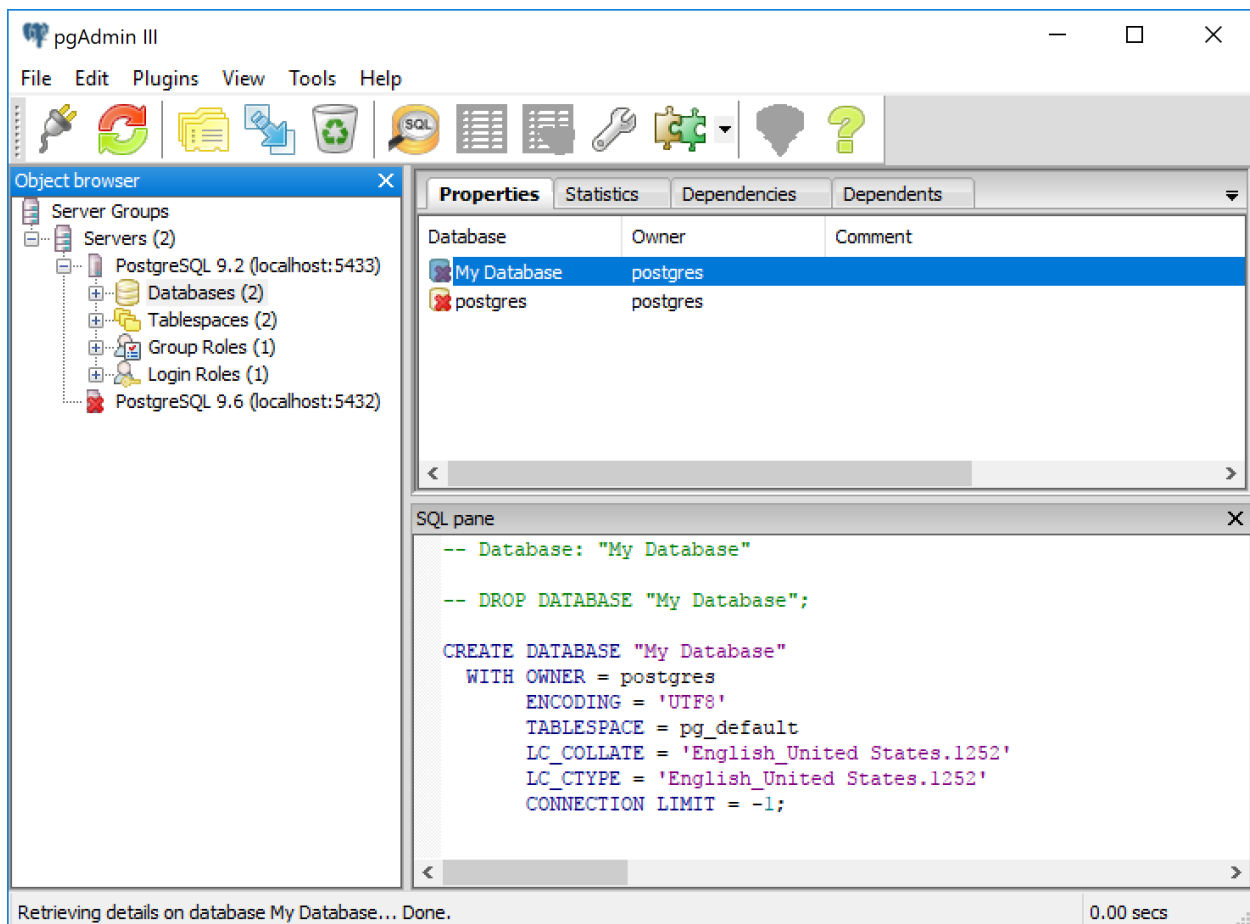 pgAdmin III
File Edit Plugins View Tools Help
SQL
Object browser
Server Groups
Servers (2)
PostgreSQL 9.2 (localhost:5433)
Databases (2)
Tablespaces (2)
Group Roles (1)
Login Roles (1)
PostgreSQL 9.6 (localhost:5432)
Properties Statistics Dependencies Dependents
Database Owner Comment
My Database postgres
postgres postgres
SQL pane
-- Database: "My Database"
-- DROP DATABASE "My Database";
CREATE DATABASE "My Database"
WITH OWNER = postgres
ENCODING = 'UTF8'
TABLESPACE = pg_default
LC_COLLATE = 'English_United States.1252'
LC_CTYPE = 'English_United States.1252'
CONNECTION LIMIT = -1;
Retrieving details on database My Database... Done. 0.00 secs